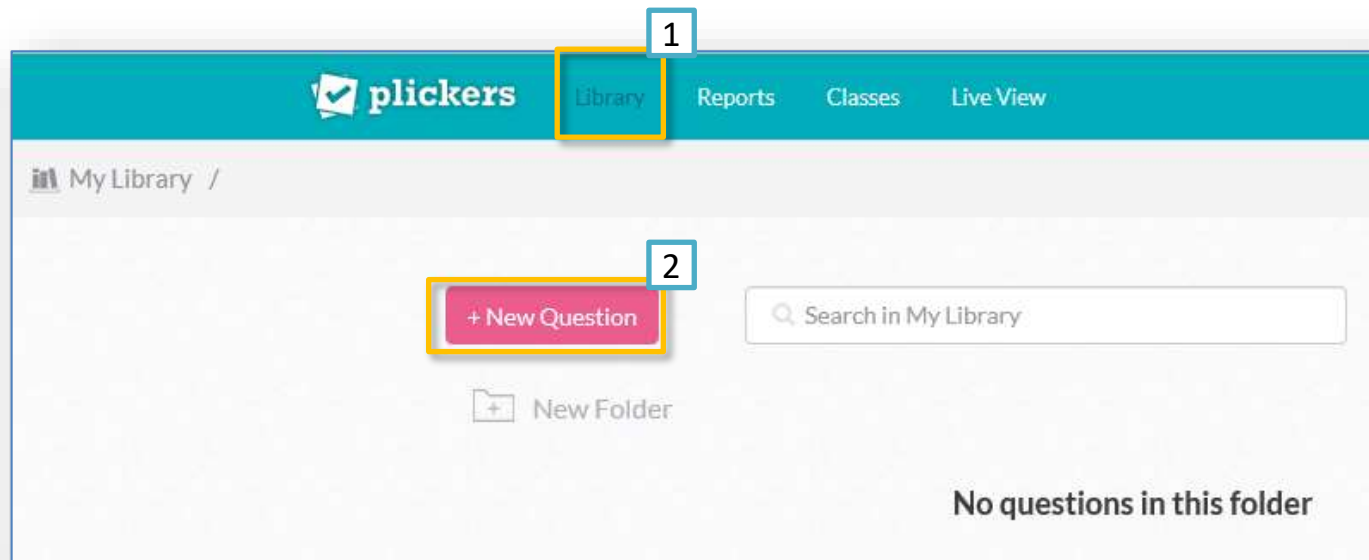 1
plickers Library Reports Classes Live View
My Library /
2
+ New Question Search in My Library
New Folder
No questions in this folder